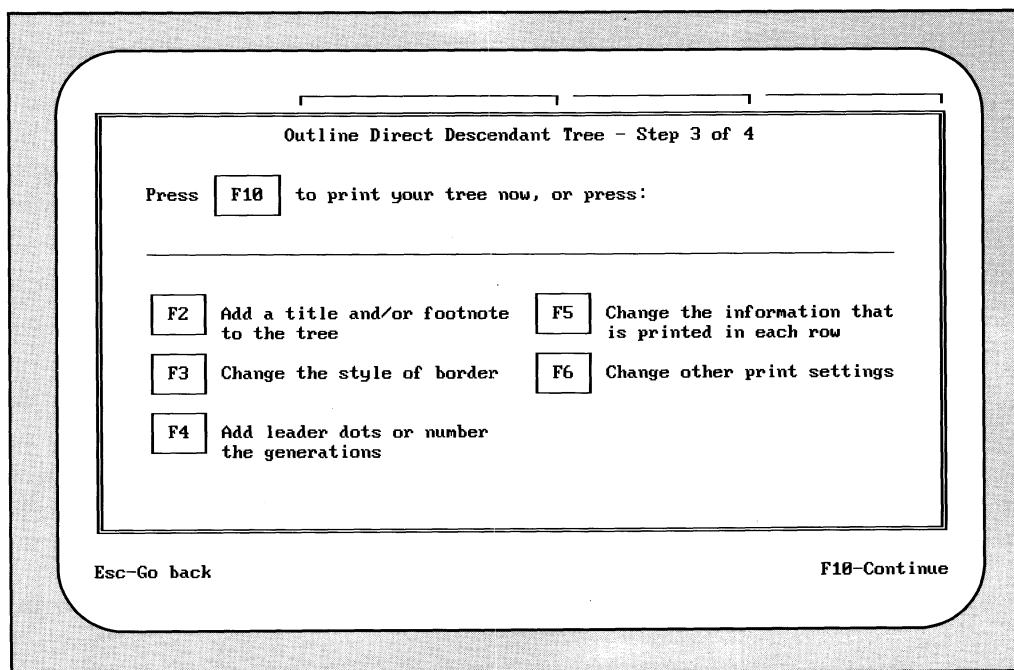 Outline Direct Descendant Tree - Step 3 of 4
Press F10 to print your tree now, or press:
F2 Add a title and/or footnote
to the tree
F3 Change the style of border
F4 Add leader dots or number
the generations
F5 Change the information that
is printed in each row
F6 Change other print settings
Esc-Go back
F10-Continue